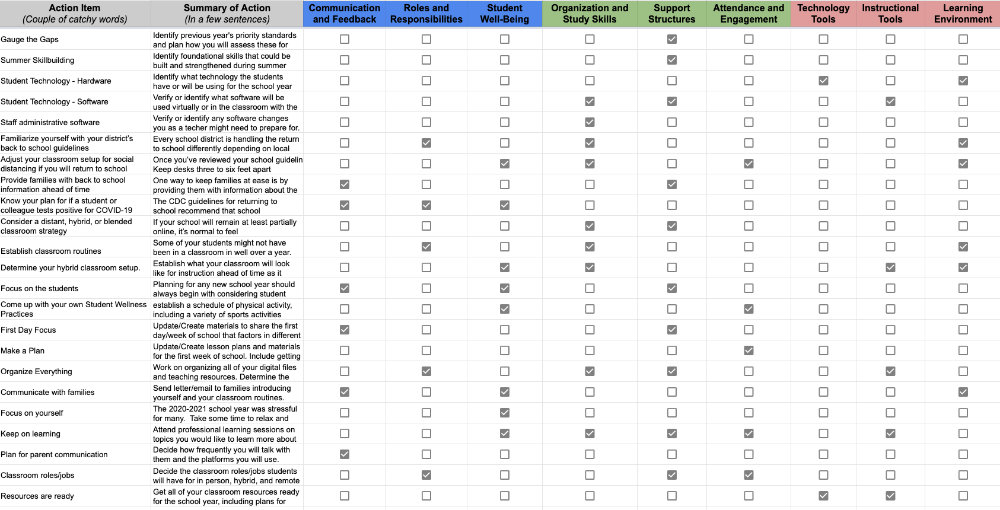 Action Item
(Couple of catchy words)
Summary of Action
(In a few sentences)
Communication
and Feedback
Roles and
Responsibilities
Student
Well-Being
Organization and
Study Skills
Support
Structures
Attendance and
Engagement
Technology
Tools
Instructional
Tools
Learning
Environment
Gauge the Gaps
Identify previous year's priority standards
and plan how you will assess these for
Summer Skillbuilding
Identify foundational skills that could be
built and strengthened during summer
Student Technology - Hardware
Identify what technology the students
have or will be using for the school year
Student Technology - Software
Verify or identify what software will be
used virtually or in the classroom with the
Staff administrative software
Verify or identify any software changes
you as a techer might need to prepare for.
Familiarize yourself with your district's
back to school guidelines
Every school district is handling the return
to school differently depending on local
Adjust your classroom setup for social
distancing if you will return to school
Once you've reviewed your school guidelin
Keep desks three to six feet apart
Provide families with back to school
information ahead of time
One way to keep families at ease is by
providing them with information about the
Know your plan for if a student or
colleague tests positive for COVID-19
The CDC guidelines for returning to
school recommend that school
Consider a distant, hybrid, or blended
classroom strategy
If your school will remain at least partially
online, it's normal to feel
Establish classroom routines
Some of your students might not have
been in a classroom in well over a year.
Determine your hybrid classroom setup.
Establish what your classroom will look
like for instruction ahead of time as it
Focus on the students
Planning for any new school year should
always begin with considering student
Come up with your own Student Wellness
Practices
establish a schedule of physical activity,
including a variety of sports activities
First Day Focus
Update/Create materials to share the first
day/week of school that factors in different
Make a Plan
Update/Create lesson plans and materials
for the first week of school. Include getting
Organize Everything
Work on organizing all of your digital files
and teaching resources. Determine the
Communicate with families
Send letter/email to families introducing
yourself and your classroom routines.
Focus on yourself
The 2020-2021 school year was stressful
for many.  Take some time to relax and
Keep on learning
Attend professional learning sessions on
topics you would like to learn more about
Plan for parent communication
Decide how frequently you will talk with
them and the platforms you will use.
Classroom roles/jobs
Decide the classroom roles/jobs students
will have for in person, hybrid, and remote
Resources are ready
Get all of your classroom resources ready
for the school year, including plans for